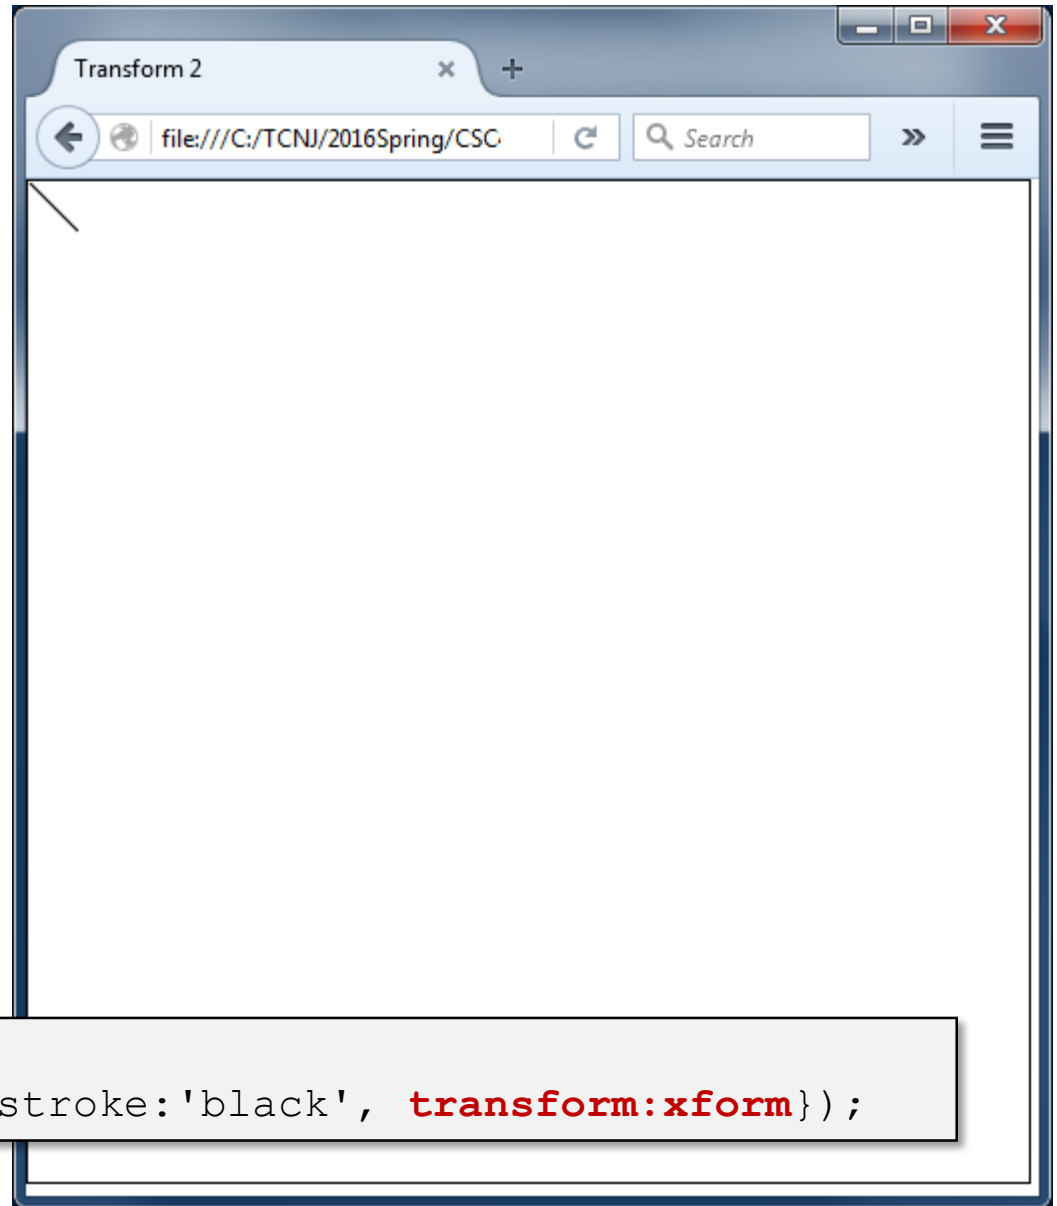 Transform 2
file:///C:/TCNJ/2016Spring/CSC
Search
stroke:'black', transform:xform});